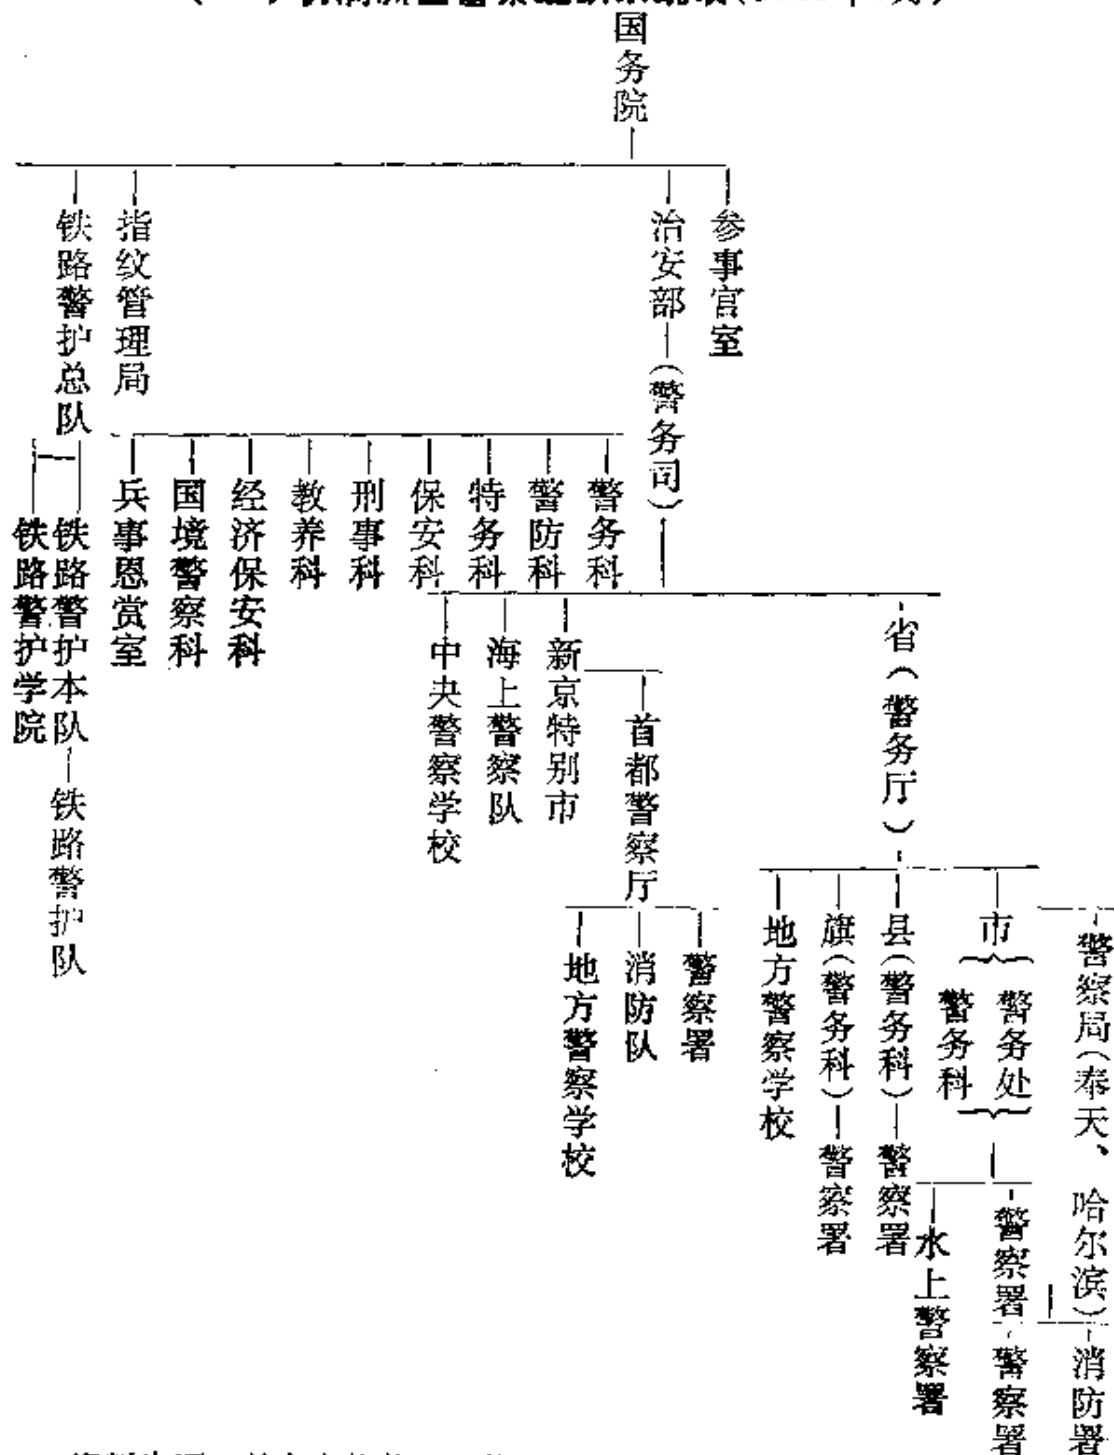 国务院
参事官室
治安部—(警务司)
指纹管理局
铁路警护总队
警务科
警防科
特务科
保安科
刑事科
教养科
经济保安科
国境警察科
兵事恩赏室
铁路警护本队—铁路警护队
铁路警护学院
省(警务厅)
新京特别市
首都警察厅
海上警察队
中央警察学校
警察署
消防队
地方警察学校
警察局(奉天、哈尔滨)
市
警务处
警务科
县(警务科)—警察署
旗(警务科)—警察署
地方警察学校
警察署
水上警察署
消防署
警察署